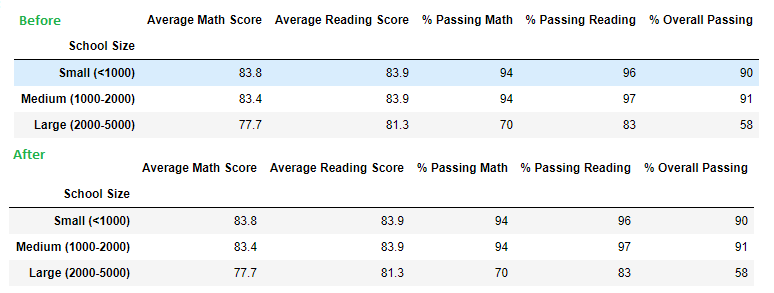 Before Average Math Score Average Reading Score % Passing Math % Passing Reading % Overall Passing
School Size
Small (<1000) 83.8 83.9 94 96 90
Medium (1000-2000) 83.4 83.9 94 97 91
Large (2000-5000) 77.7 81.3 70 83 58
After
Average Math Score Average Reading Score % Passing Math % Passing Reading % Overall Passing
School Size
Small (<1000) 83.8 83.9 94 96 90
Medium (1000-2000) 83.4 83.9 94 97 91
Large (2000-5000) 77.7 81.3 70 83 58